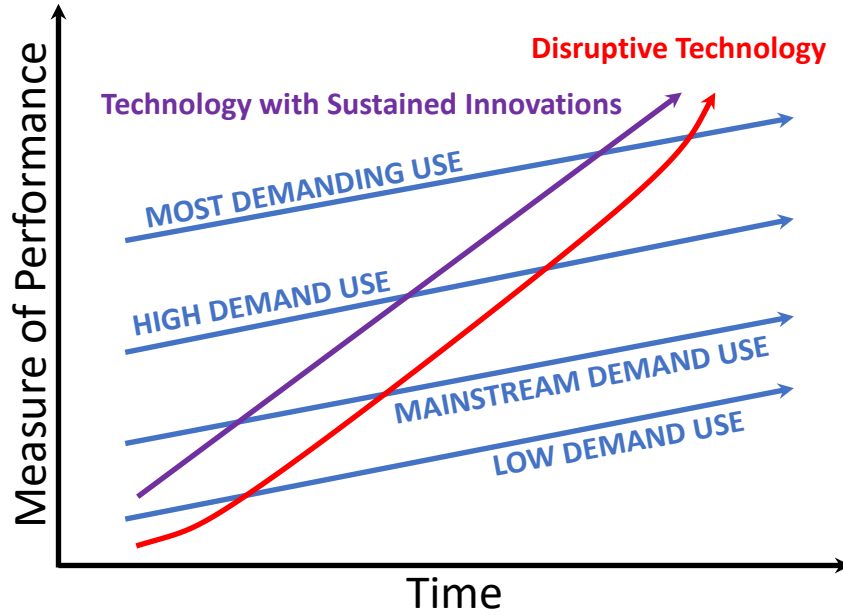 Disruptive Technology
Technology with Sustained Innovations
MOST DEMANDING USE
HIGH DEMAND USE
MAINSTREAM DEMAND USE
LOW DEMAND USE
Measure of Performance
Time